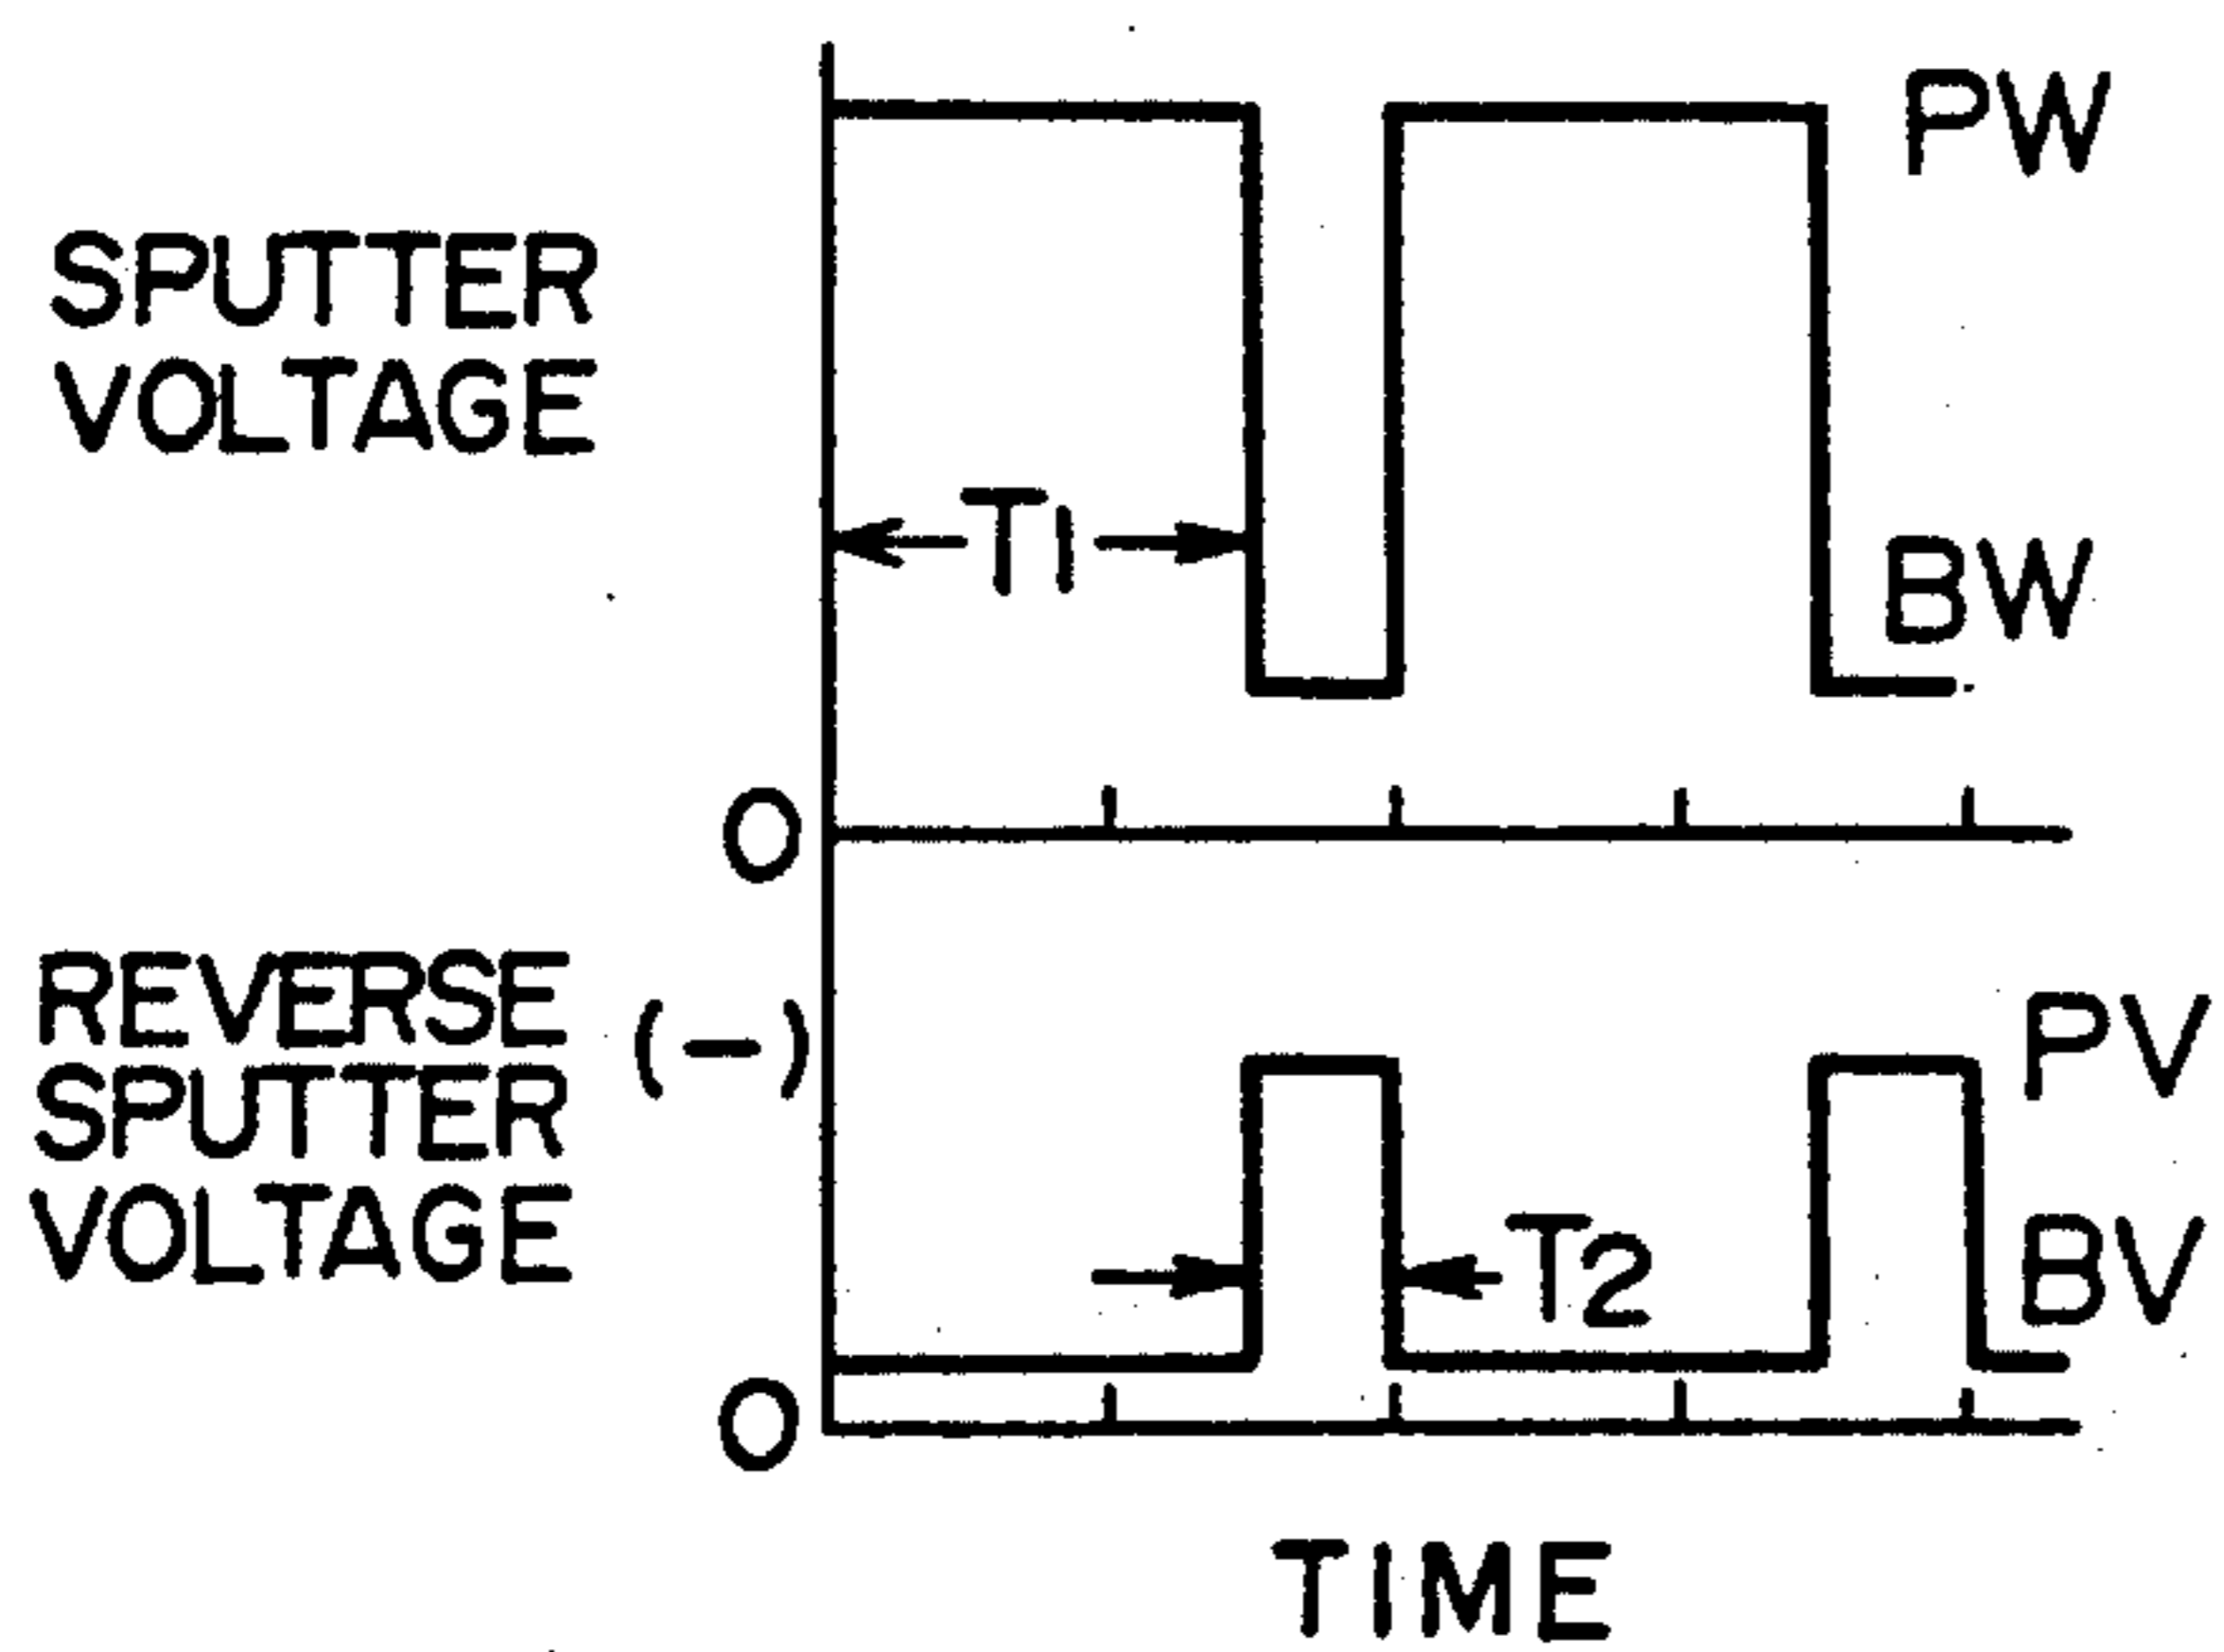 PW
SPUTTER
VOLTAGE
T1
BW
0
REVERSE
(-)
PV
SPUTTER
VOLTAGE
T2
BV
0
TIME